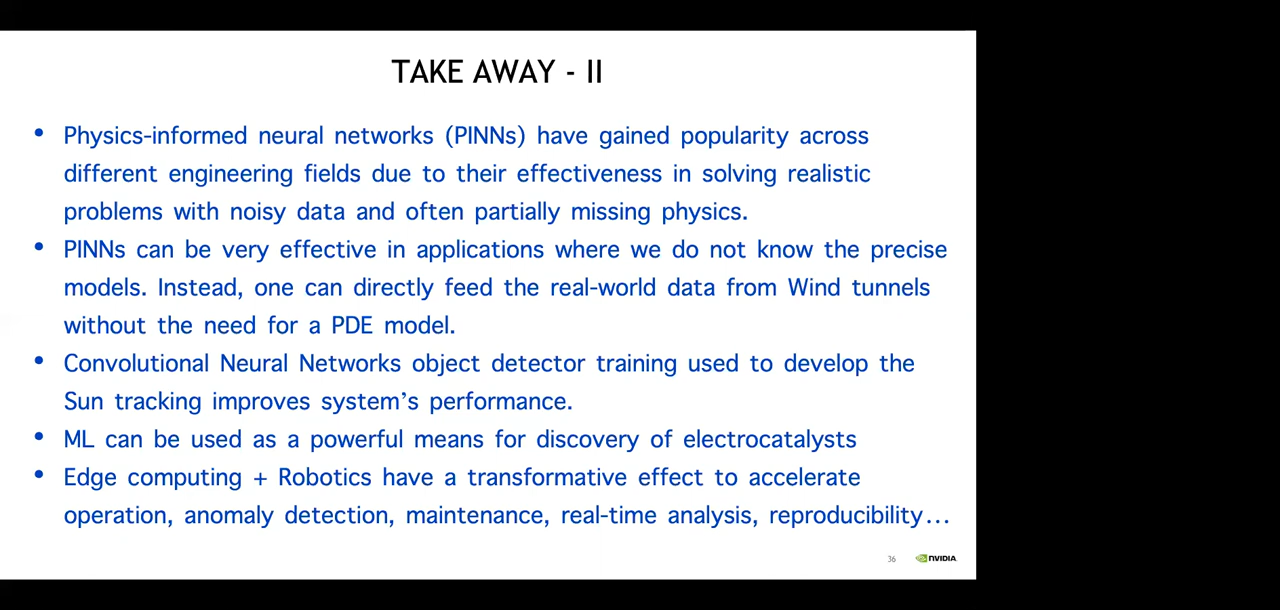 TAKE AWAY - II
• Physics-informed neural networks (PINNs) have gained popularity across
different engineering fields due to their effectiveness in solving realistic
problems with noisy data and often partially missing physics.
• PINNs can be very effective in applications where we do not know the precise
models. Instead, one can directly feed the real-world data from Wind tunnels
without the need for a PDE model.
• Convolutional Neural Networks object detector training used to develop the
Sun tracking improves system’s performance.
• ML can be used as a powerful means for discovery of electrocatalysts
• Edge computing + Robotics have a transformative effect to accelerate
operation, anomaly detection, maintenance, real-time analysis, reproducibility…
36 NVIDIA